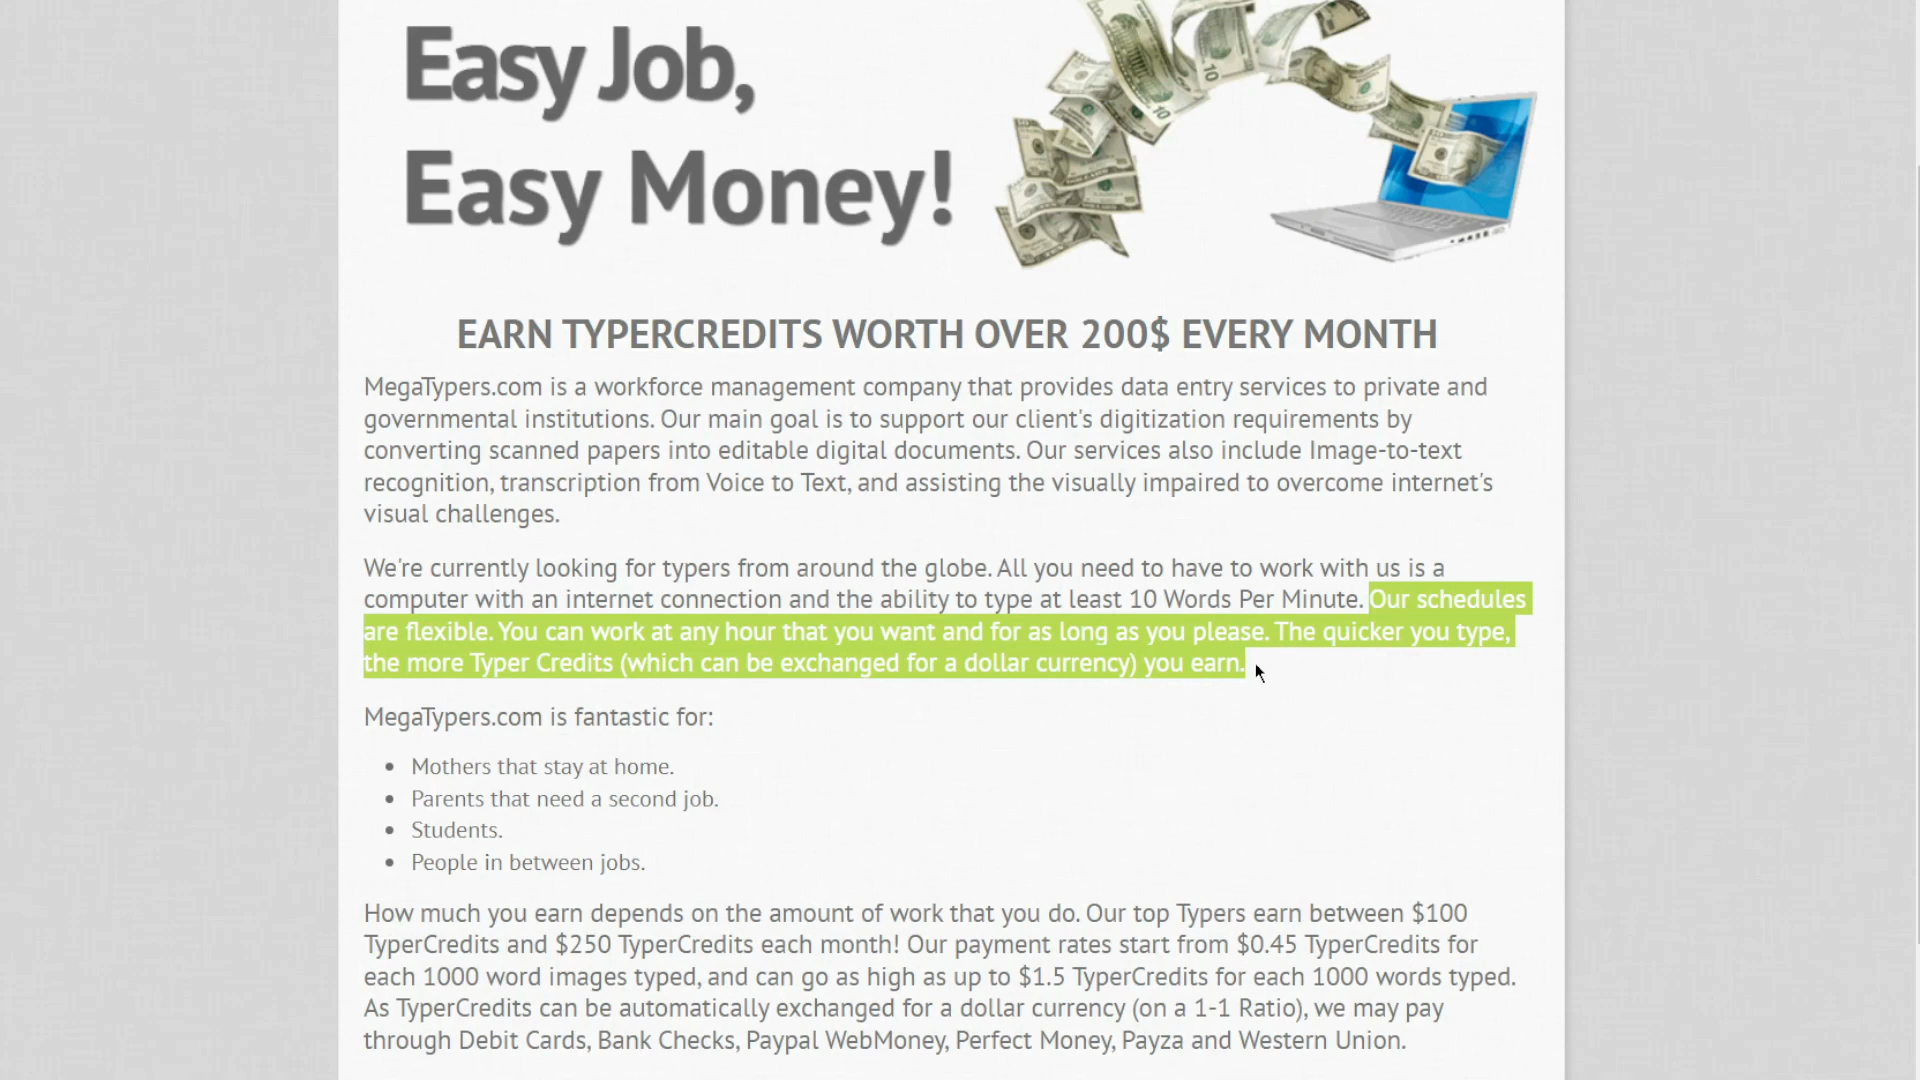 Easy Job,
Easy Money!
EARN TYPERCREDITS WORTH OVER 200$ EVERY MONTH
MegaTypers.com is a workforce management company that provides data entry services to private and
governmental institutions. Our main goal is to support our client's digitization requirements by
converting scanned papers into editable digital documents. Our services also include Image-to-text
recognition, transcription from Voice to Text, and assisting the visually impaired to overcome internet's
visual challenges.
We're currently looking for typers from around the globe. All you need to have to work with us is a
computer with an internet connection and the ability to type at least 10 Words Per Minute. Our schedules
are flexible. You can work at any hour that you want and for as long as you please. The quicker you type,
the more Typer Credits (which can be exchanged for a dollar currency) you earn.
MegaTypers.com is fantastic for:
• Mothers that stay at home.
• Parents that need a second job.
• Students.
• People in between jobs.
How much you earn depends on the amount of work that you do. Our top Typers earn between $100
TyperCredits and $250 TyperCredits each month! Our payment rates start from $0.45 TyperCredits for
each 1000 word images typed, and can go as high as up to $1.5 TyperCredits for each 1000 words typed.
As TyperCredits can be automatically exchanged for a dollar currency (on a 1-1 Ratio), we may pay
through Debit Cards, Bank Checks, Paypal WebMoney, Perfect Money, Payza and Western Union.